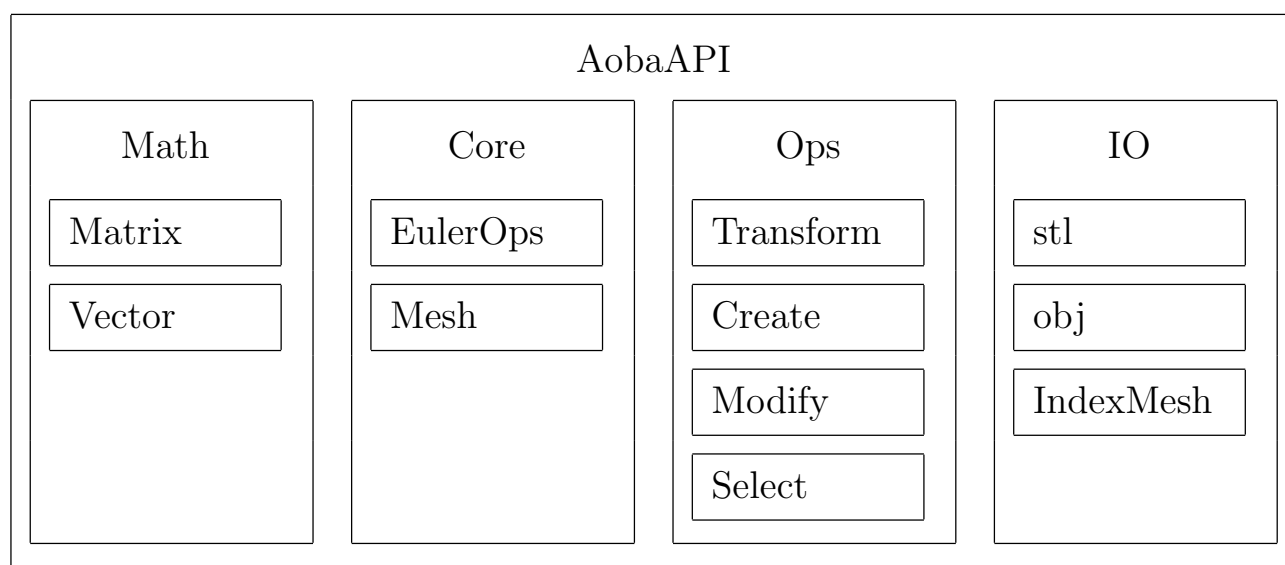 AobaAPI
Math
Matrix
Vector
Core
EulerOps
Mesh
Ops
Transform
Create
Modify
Select
IO
stl
obj
IndexMesh